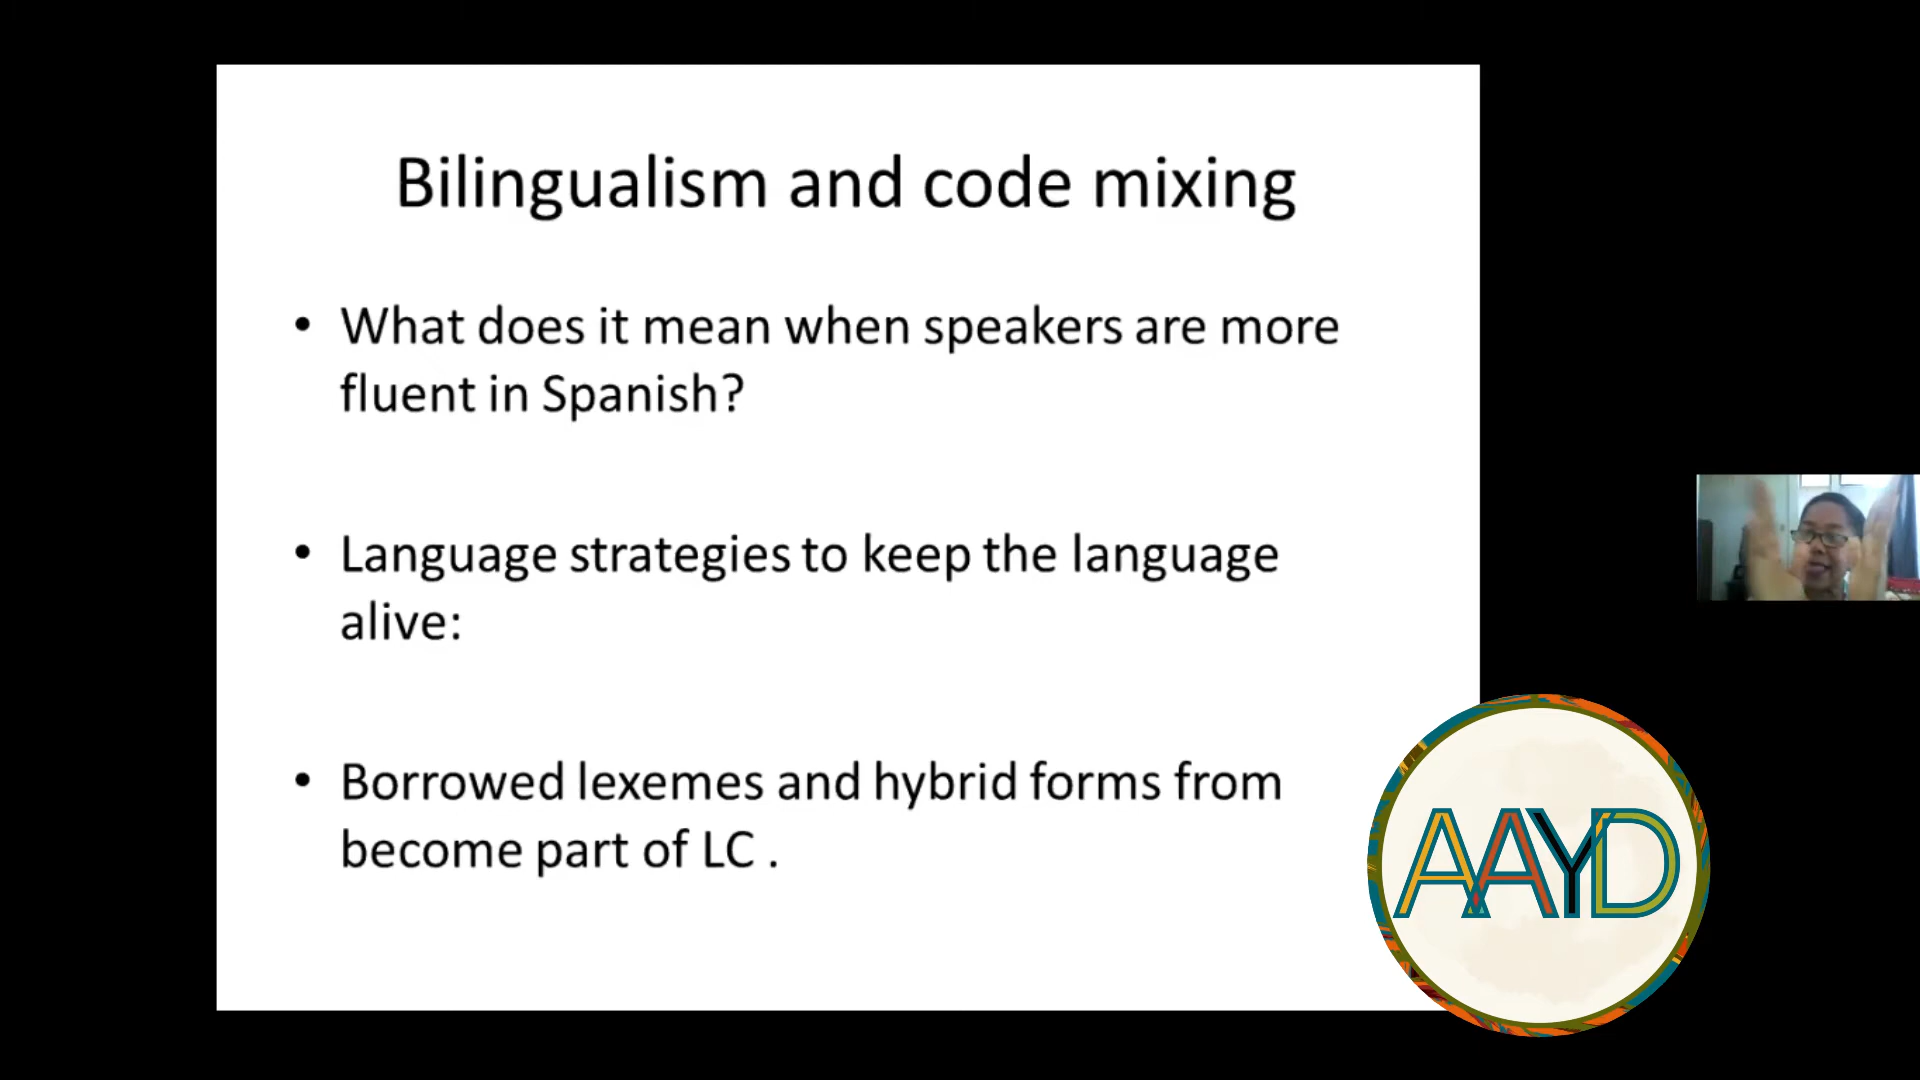 Bilingualism and code mixing
• What does it mean when speakers are more
fluent in Spanish?
• Language strategies to keep the language
alive:
• Borrowed lexemes and hybrid forms from
become part of LC .
AAYD